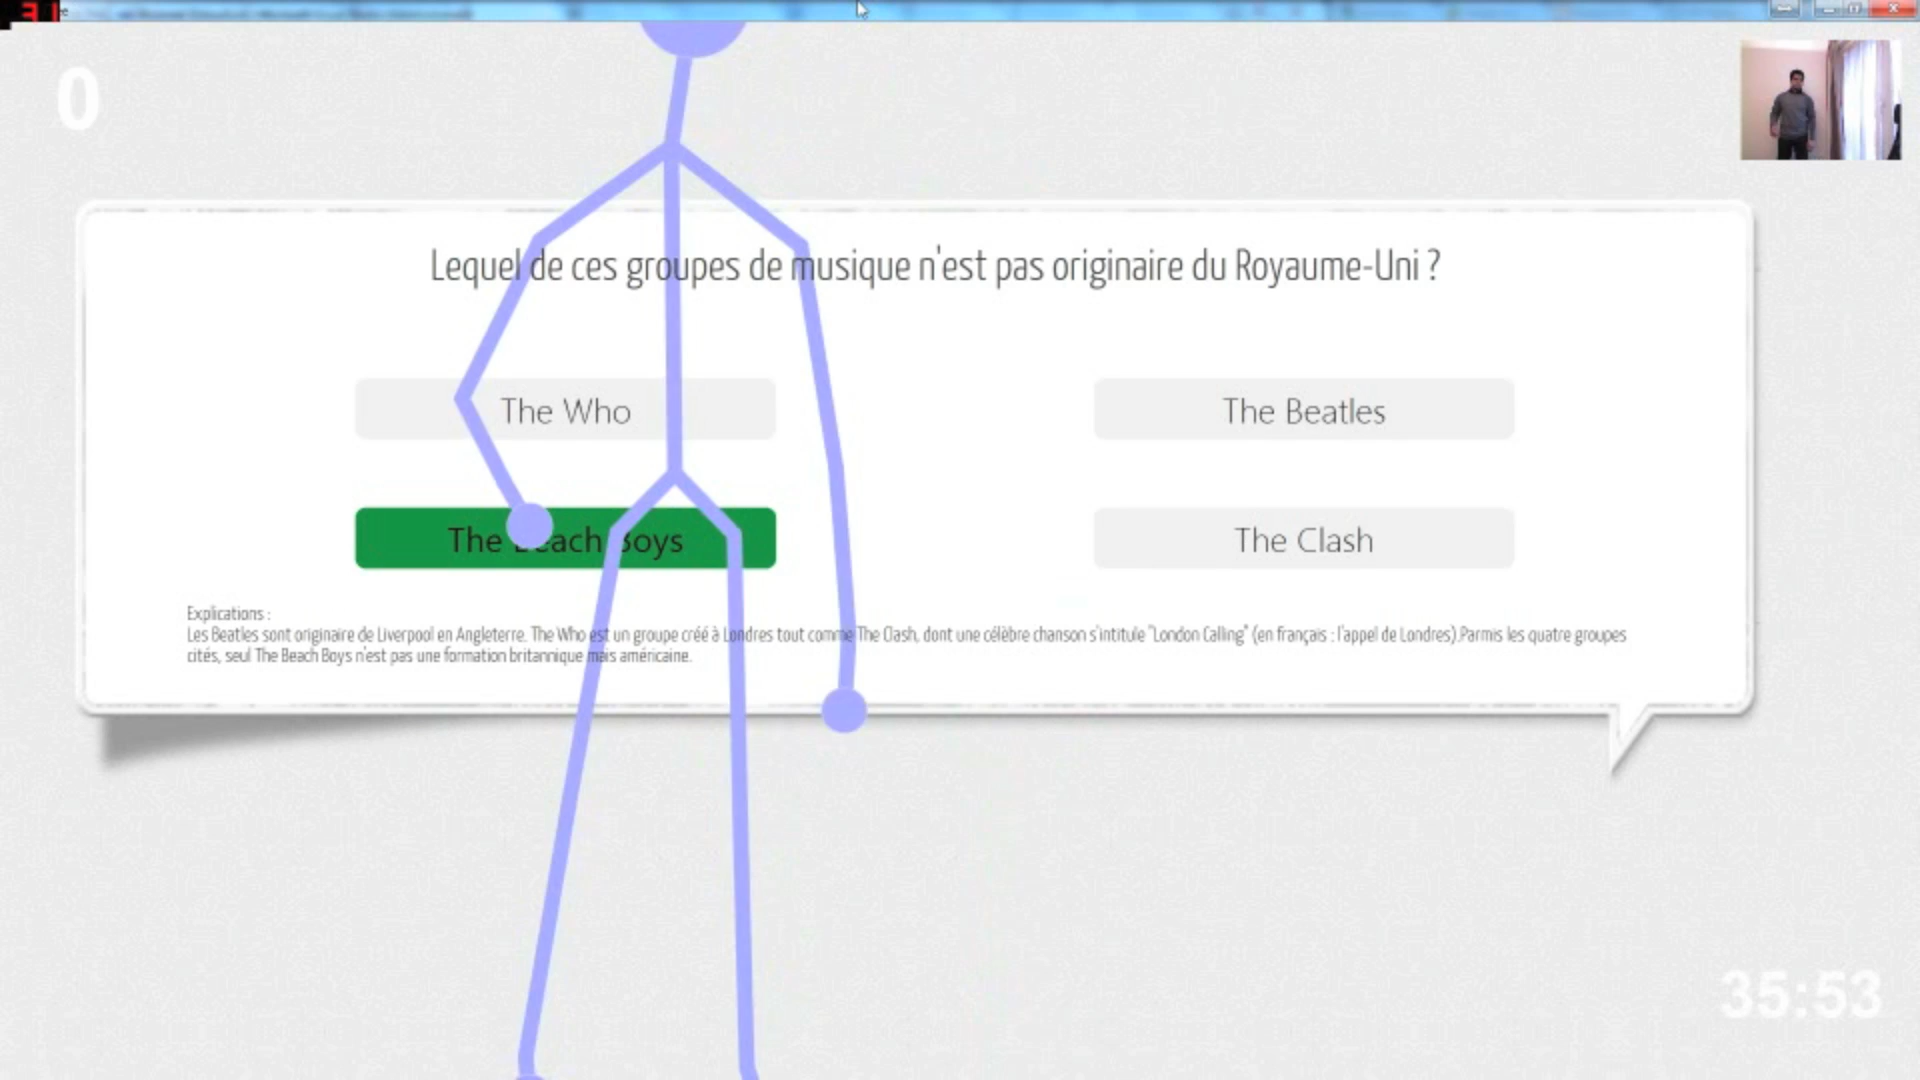 0
Lequel de ces groupes de musique n'est pas originaire du Royaume-Uni ?
The Who
The Beatles
The Beach Boys
The Clash
Explications :
Les Beatles sont originaire de Liverpool en Angleterre. The Who est un groupe créé à Londres tout comme The Clash, dont une célèbre chanson s'intitule "London Calling" (en français : l'appel de Londres).Parmis les quatre groupes
cités, seul The Beach Boys n'est pas une formation britannique mais américaine.
35:53